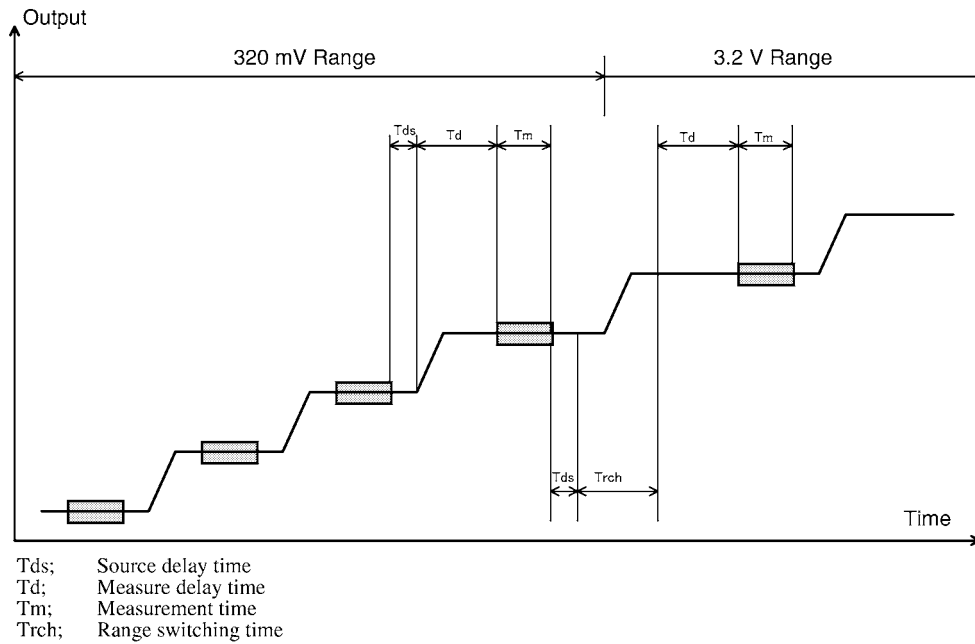 Output
320 mV Range
3.2 V Range
Tds
Td
Tm
Td
Tm
Tds
Trch
Time
Tds; Source delay time
Td; Measure delay time
Tm; Measurement time
Trch; Range switching time